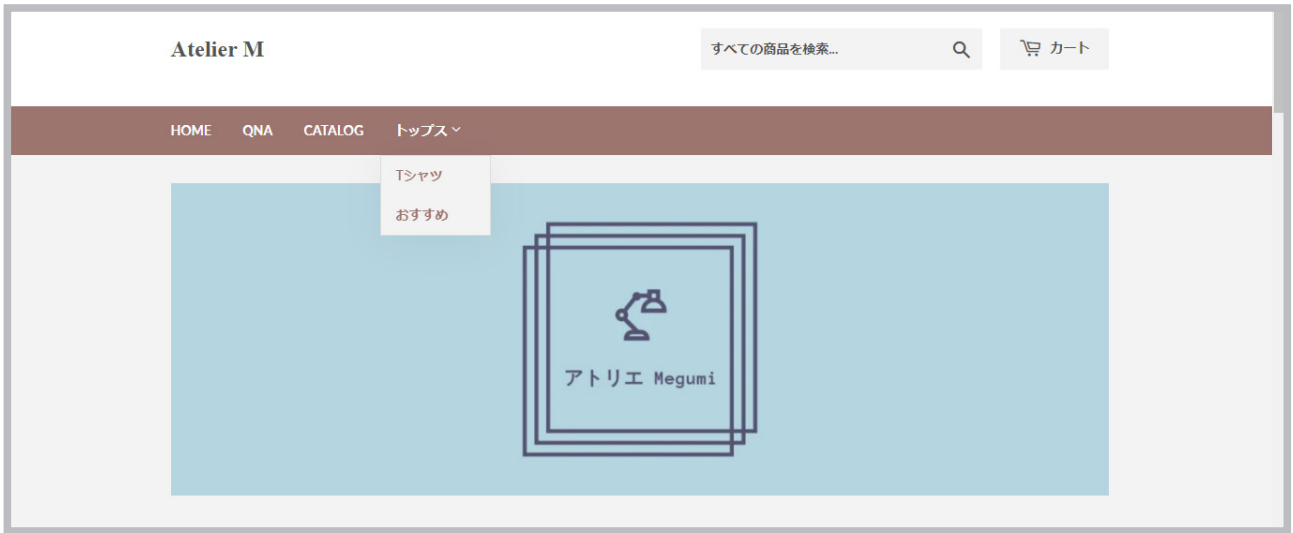 Atelier M
すべての商品を検索...
カート
HOME QNA CATALOG トップス
Tシャツ
おすすめ
アトリエ Megumi